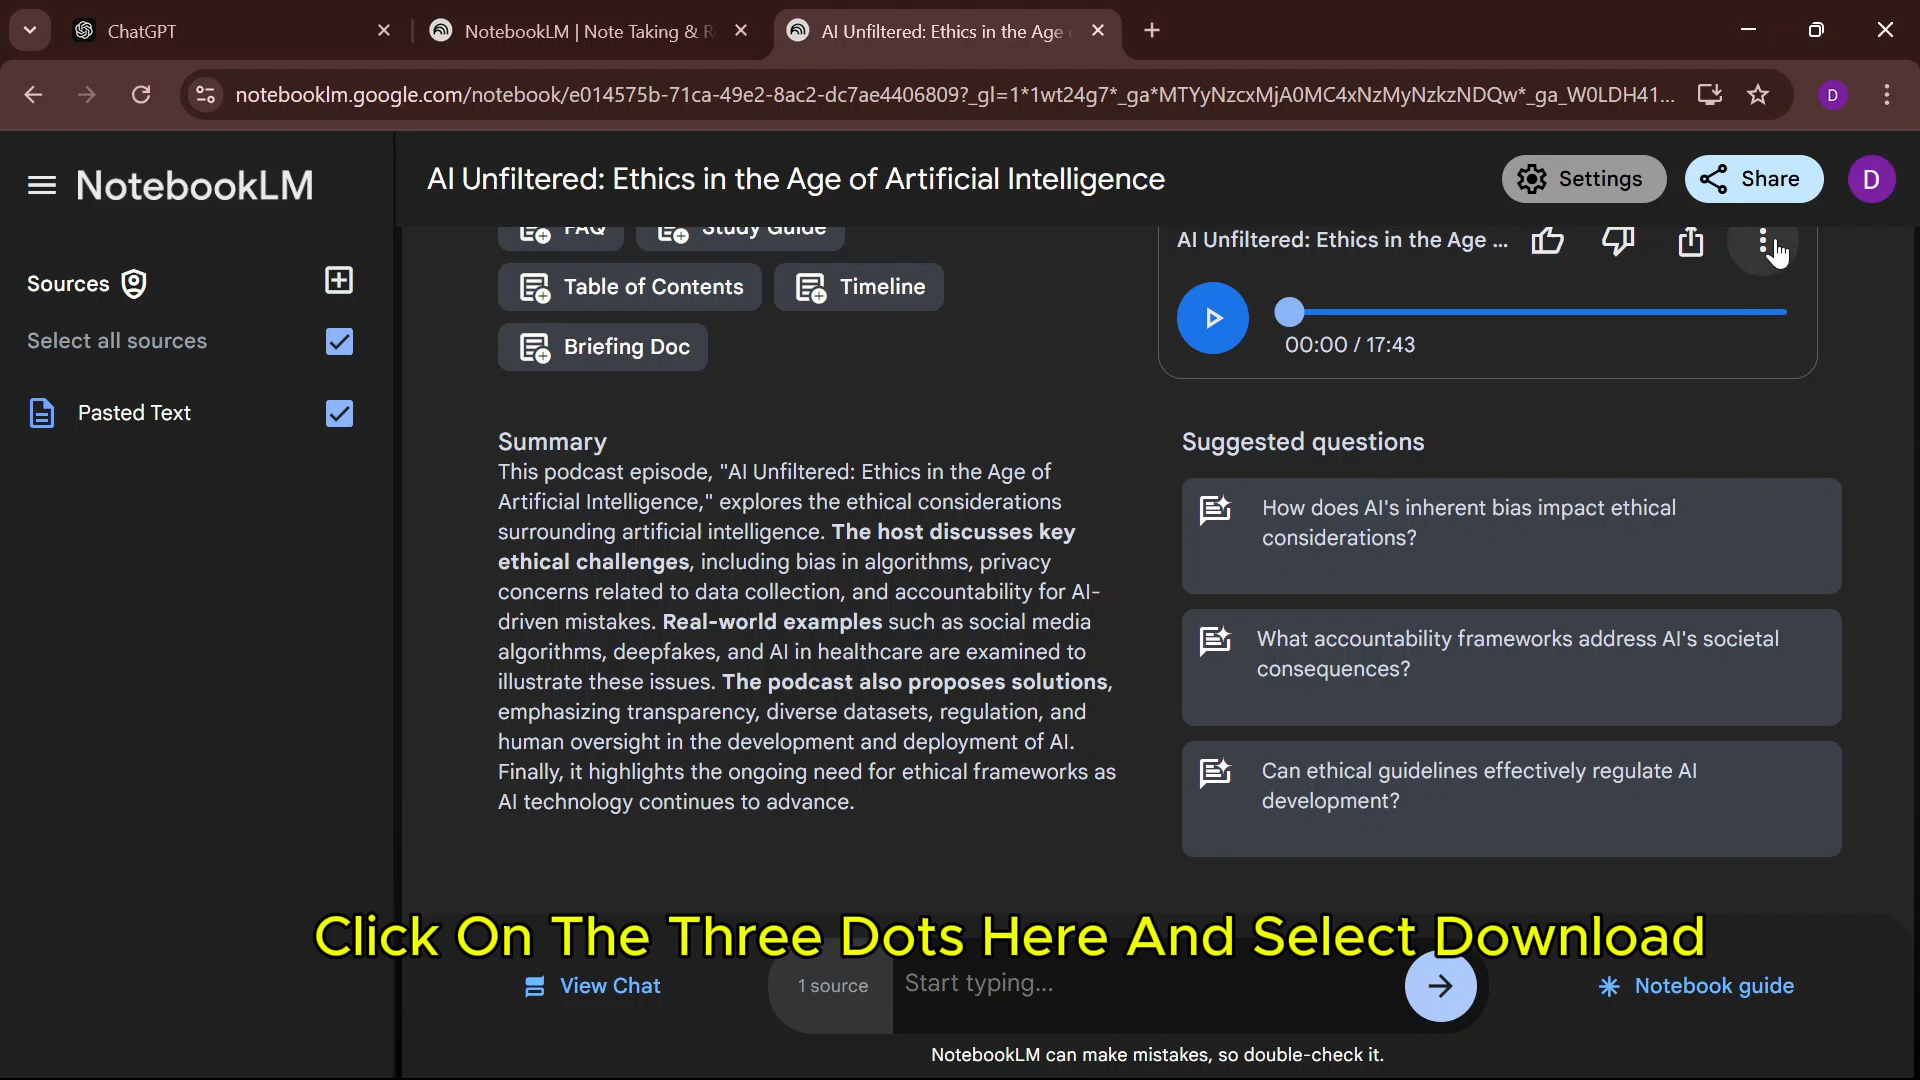 ChatGPT
NotebookLM | Note Taking & R
AI Unfiltered: Ethics in the Age
notebooklm.google.com/notebook/e014575b-71ca-49e2-8ac2-dc7ae4406809?_gl=1*1wt24g7*_ga*MTYyNzcxMjA0MC4xNzMyNzkzNDQw*_ga_W0LDH41...
D
NotebookLM
AI Unfiltered: Ethics in the Age of Artificial Intelligence
Settings
Share
D
Sources
Select all sources
Pasted Text
FAQ
Study Guide
Table of Contents
Timeline
Briefing Doc
AI Unfiltered: Ethics in the Age ...
00:00 / 17:43
Summary
This podcast episode, "AI Unfiltered: Ethics in the Age of
Artificial Intelligence," explores the ethical considerations
surrounding artificial intelligence. The host discusses key
ethical challenges, including bias in algorithms, privacy
concerns related to data collection, and accountability for AI-
driven mistakes. Real-world examples such as social media
algorithms, deepfakes, and AI in healthcare are examined to
illustrate these issues. The podcast also proposes solutions,
emphasizing transparency, diverse datasets, regulation, and
human oversight in the development and deployment of AI.
Finally, it highlights the ongoing need for ethical frameworks as
AI technology continues to advance.
Suggested questions
How does AI's inherent bias impact ethical
considerations?
What accountability frameworks address AI's societal
consequences?
Can ethical guidelines effectively regulate AI
development?
Click On The Three Dots Here And Select Download
View Chat
1 source
Start typing...
Notebook guide
NotebookLM can make mistakes, so double-check it.